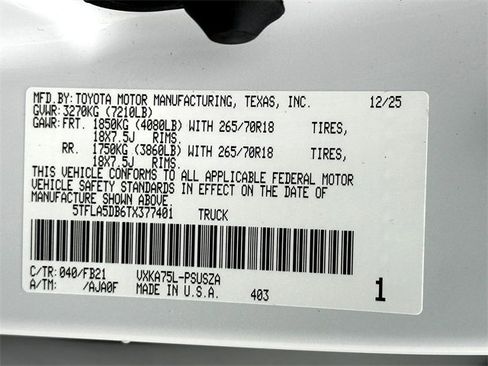 MFD.BY:TOYOTA MOTOR MANUFACTURING, TEXAS, INC. 12/25
GVWR:3270KG (7210LB)
GAWR:FRT. 1850KG (4080LB) WITH 265/70R18 TIRES,
18X7.5J RIMS.
RR. 1750KG (3860LB) WITH 265/70R18 TIRES,
18X7.5J RIMS.
THIS VEHICLE CONFORMS TO ALL APPLICABLE FEDERAL MOTOR
VEHICLE SAFETY STANDARDS IN EFFECT ON THE DATE OF
MANUFACTURE SHOWN ABOVE.
5TFLA5DB6TX377401 TRUCK
C/TR:040/FB21 VXKA75L-PSUSZA
A/TM: /AJA0F MADE IN U.S.A. 403 1